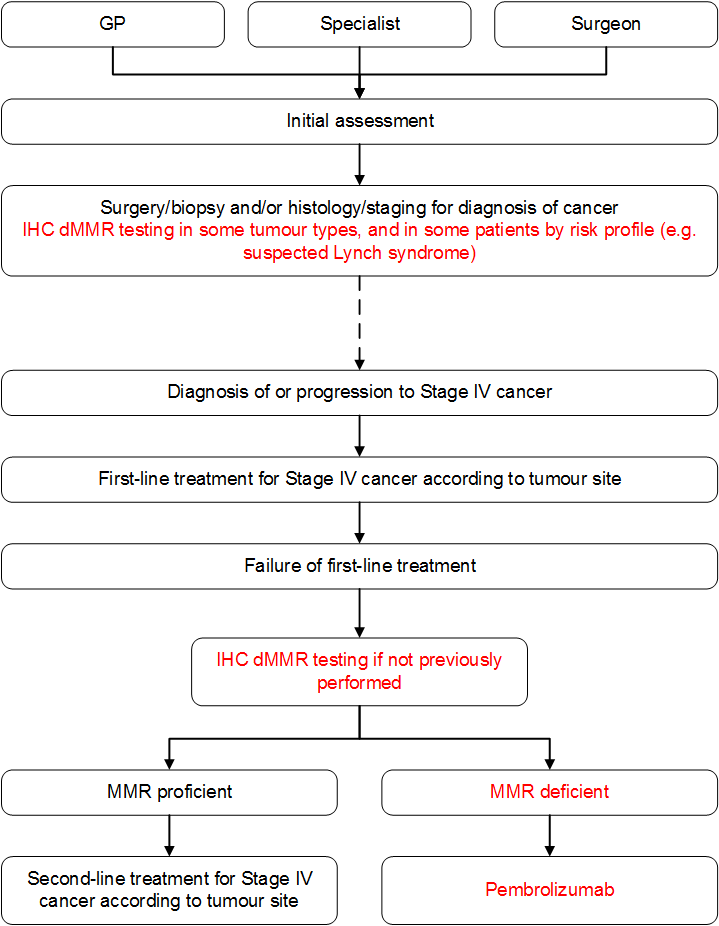 GP
Specialist
Surgeon
Initial assessment
Surgery/biopsy and/or histology/staging for diagnosis of cancer
IHC dMMR testing in some tumour types, and in some patients by risk profile (e.g.
suspected Lynch syndrome)
Diagnosis of or progression to Stage IV cancer
First-line treatment for Stage IV cancer according to tumour site
Failure of first-line treatment
IHC dMMR testing if not previously
performed
MMR proficient
MMR deficient
Second-line treatment for Stage IV
cancer according to tumour site
Pembrolizumab